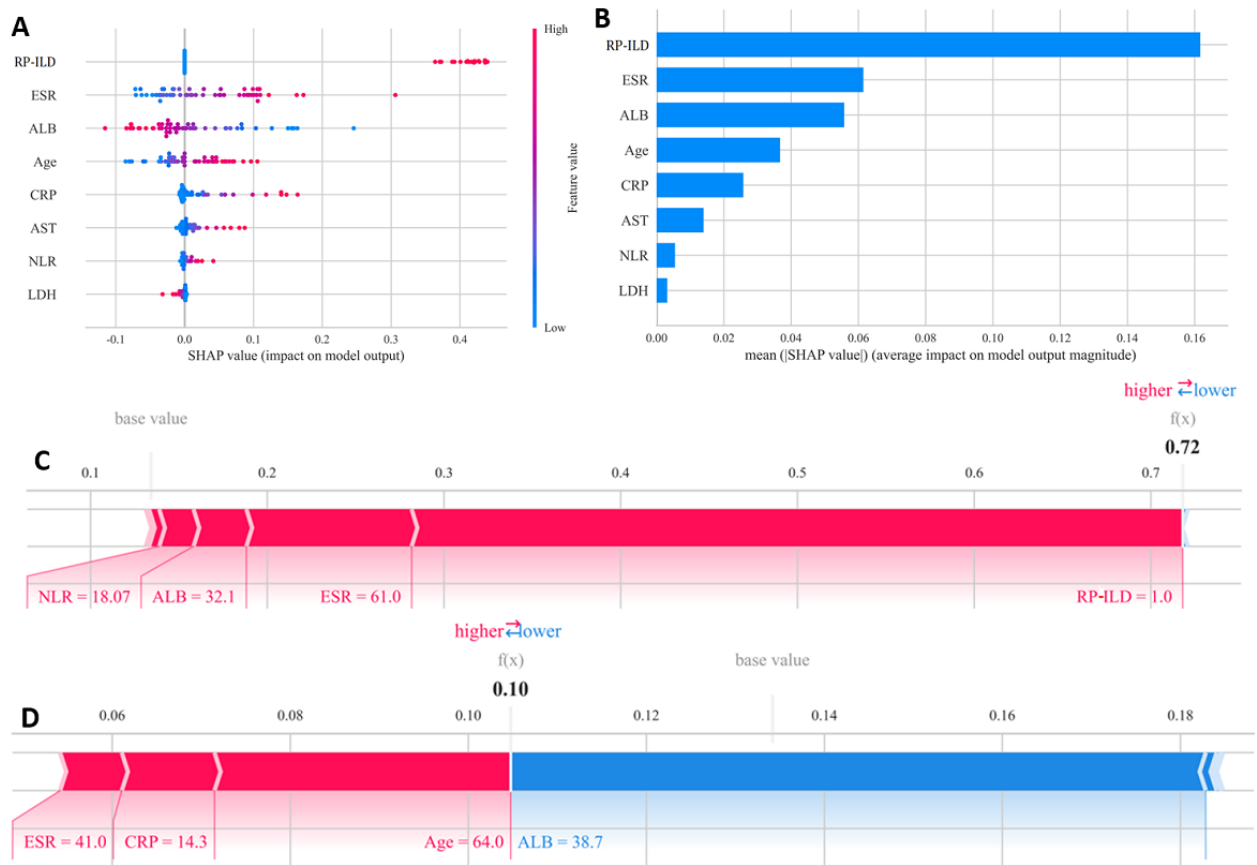 A
High
RP-ILD
ESR
ALB
Age
CRP
AST
NLR
LDH
Feature value
Low
-0.1 0.0 0.1 0.2 0.3 0.4
SHAP value (impact on model output)
B
RP-ILD
ESR
ALB
Age
CRP
AST
NLR
LDH
0.00 0.02 0.04 0.06 0.08 0.10 0.12 0.14 0.16
mean (|SHAP value|) (average impact on model output magnitude)
higher ⇄ lower
base value f(x)
C 0.72
0.1 0.2 0.3 0.4 0.5 0.6 0.7
NLR = 18.07 ALB = 32.1 ESR = 61.0 RP-ILD = 1.0
higher ⇄ lower
f(x) base value
D 0.10
0.06 0.08 0.10 0.12 0.14 0.16 0.18
ESR = 41.0 CRP = 14.3 Age = 64.0 ALB = 38.7